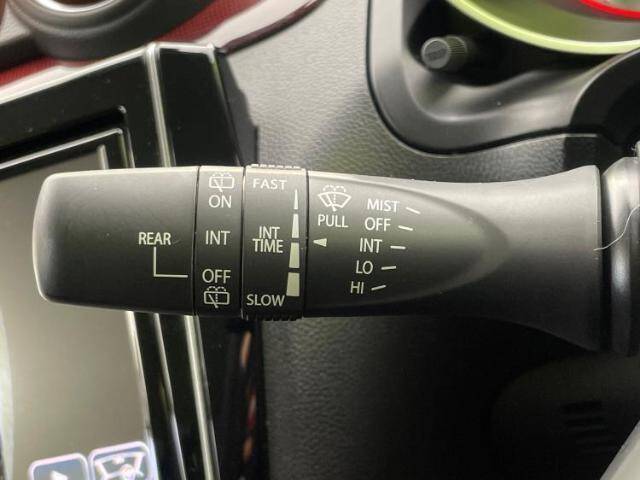 REAR
ON
INT
OFF
FAST
INT
TIME
SLOW
PULL
MIST
OFF
INT
LO
HI